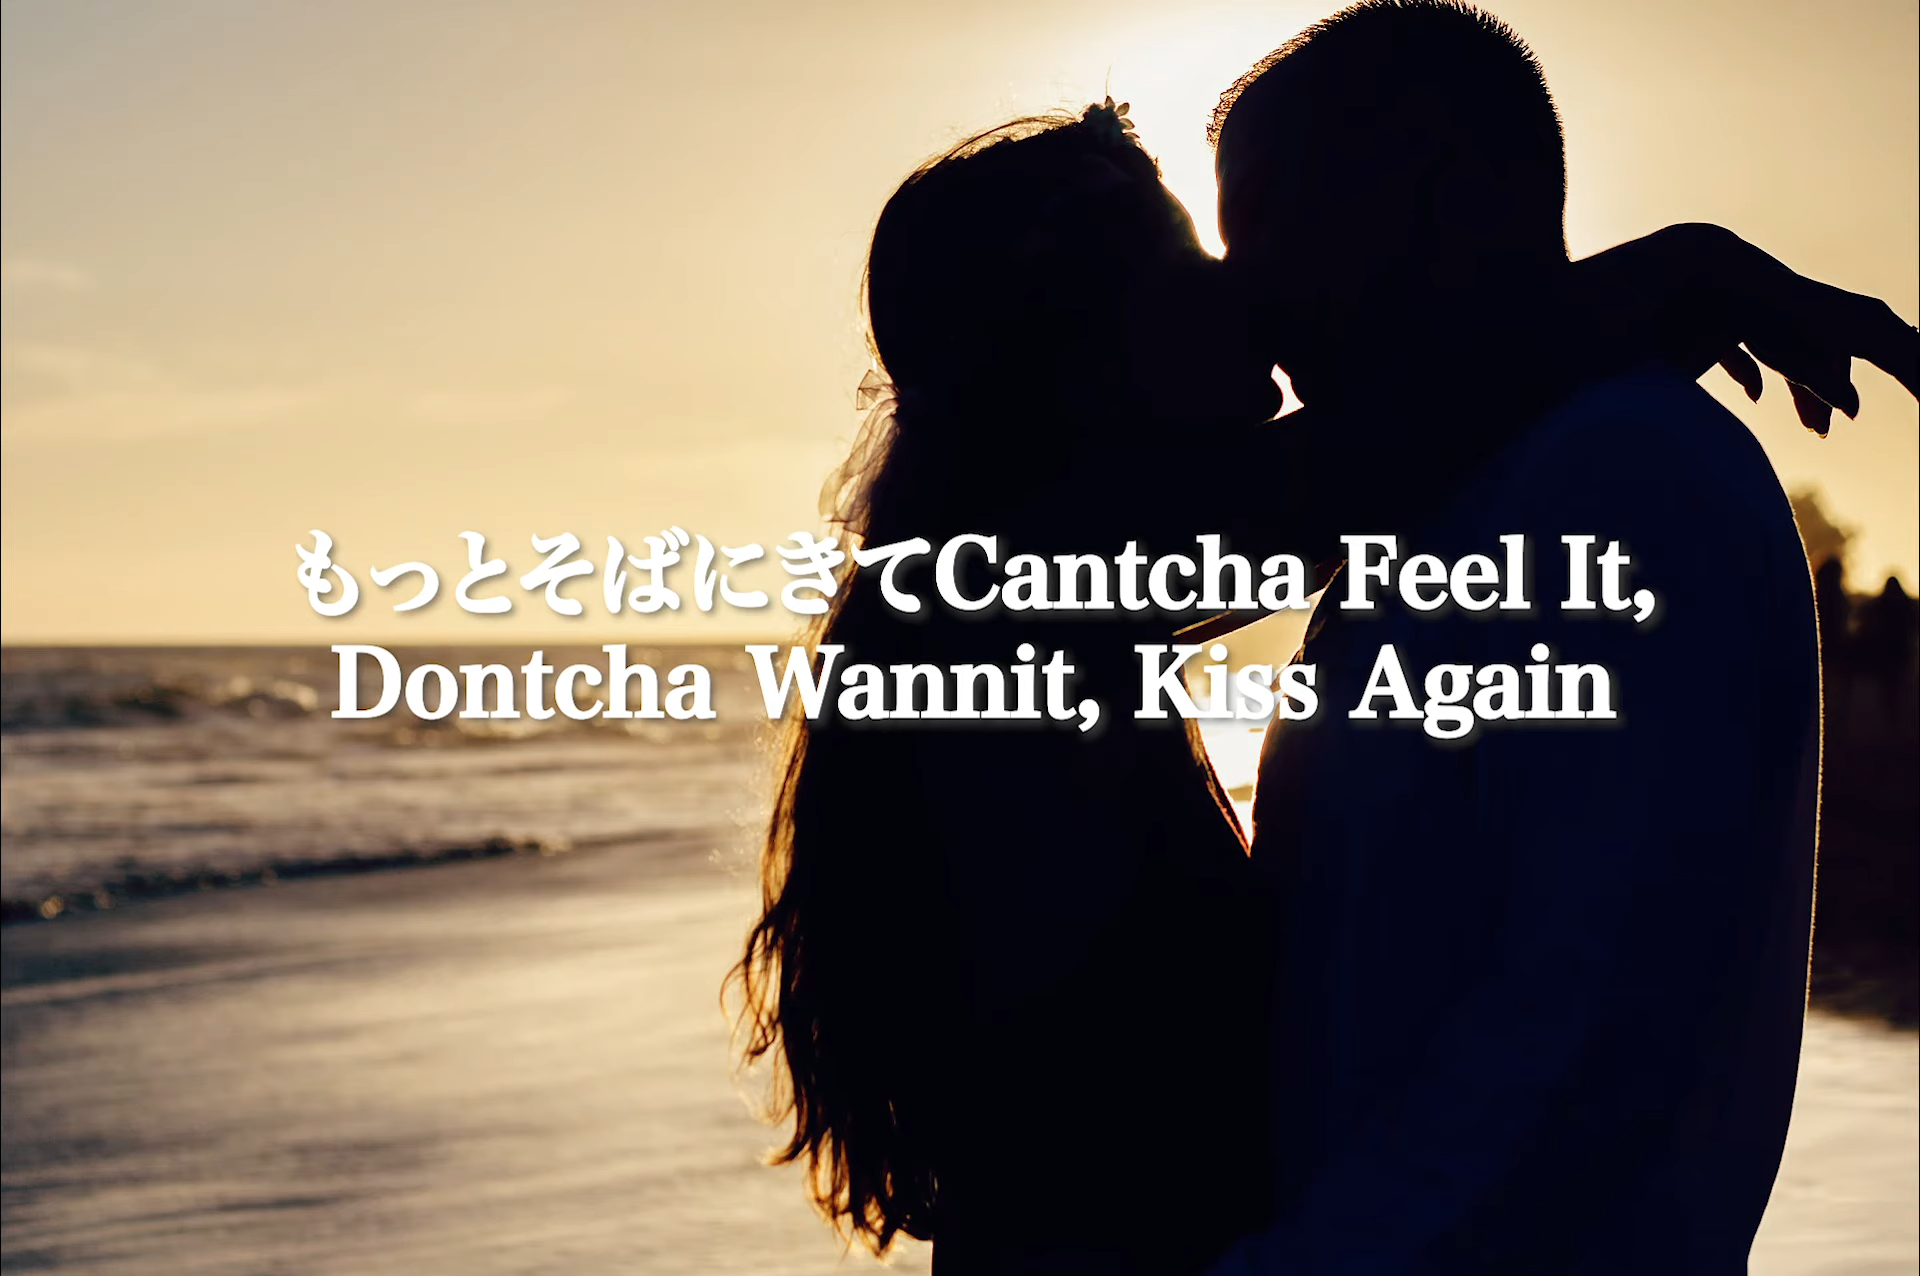 もっとそばにきてCantcha Feel It,
Dontcha Wannit, Kiss Again